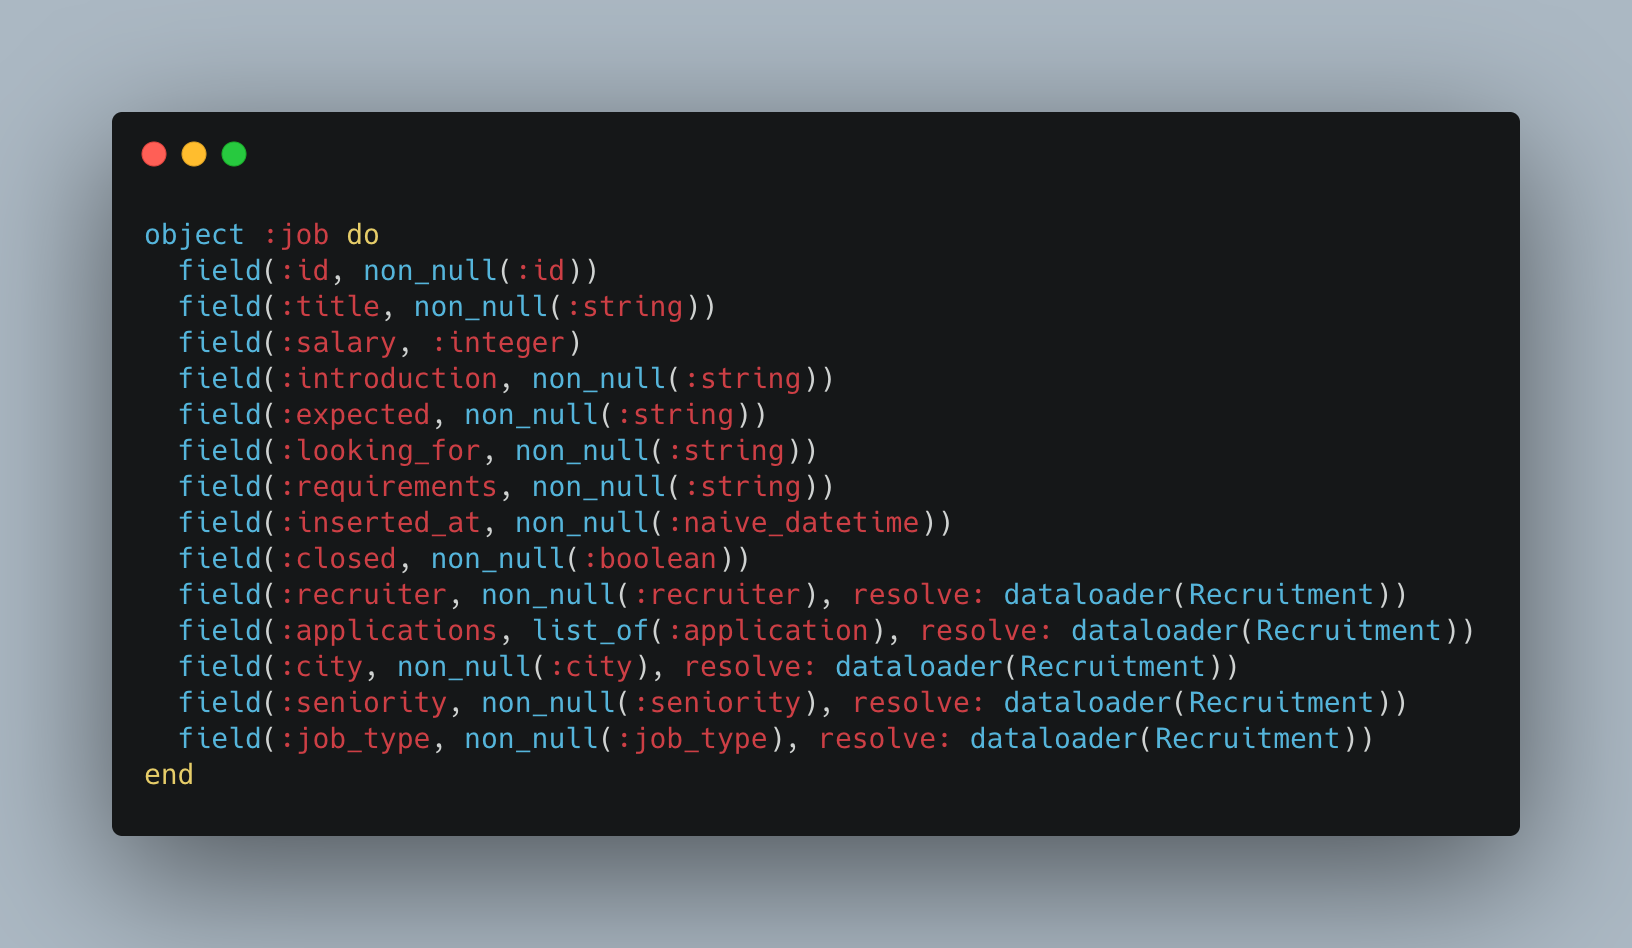 object :job do
  field(:id, non_null(:id))
  field(:title, non_null(:string))
  field(:salary, :integer)
  field(:introduction, non_null(:string))
  field(:expected, non_null(:string))
  field(:looking_for, non_null(:string))
  field(:requirements, non_null(:string))
  field(:inserted_at, non_null(:naive_datetime))
  field(:closed, non_null(:boolean))
  field(:recruiter, non_null(:recruiter), resolve: dataloader(Recruitment))
  field(:applications, list_of(:application), resolve: dataloader(Recruitment))
  field(:city, non_null(:city), resolve: dataloader(Recruitment))
  field(:seniority, non_null(:seniority), resolve: dataloader(Recruitment))
  field(:job_type, non_null(:job_type), resolve: dataloader(Recruitment))
end